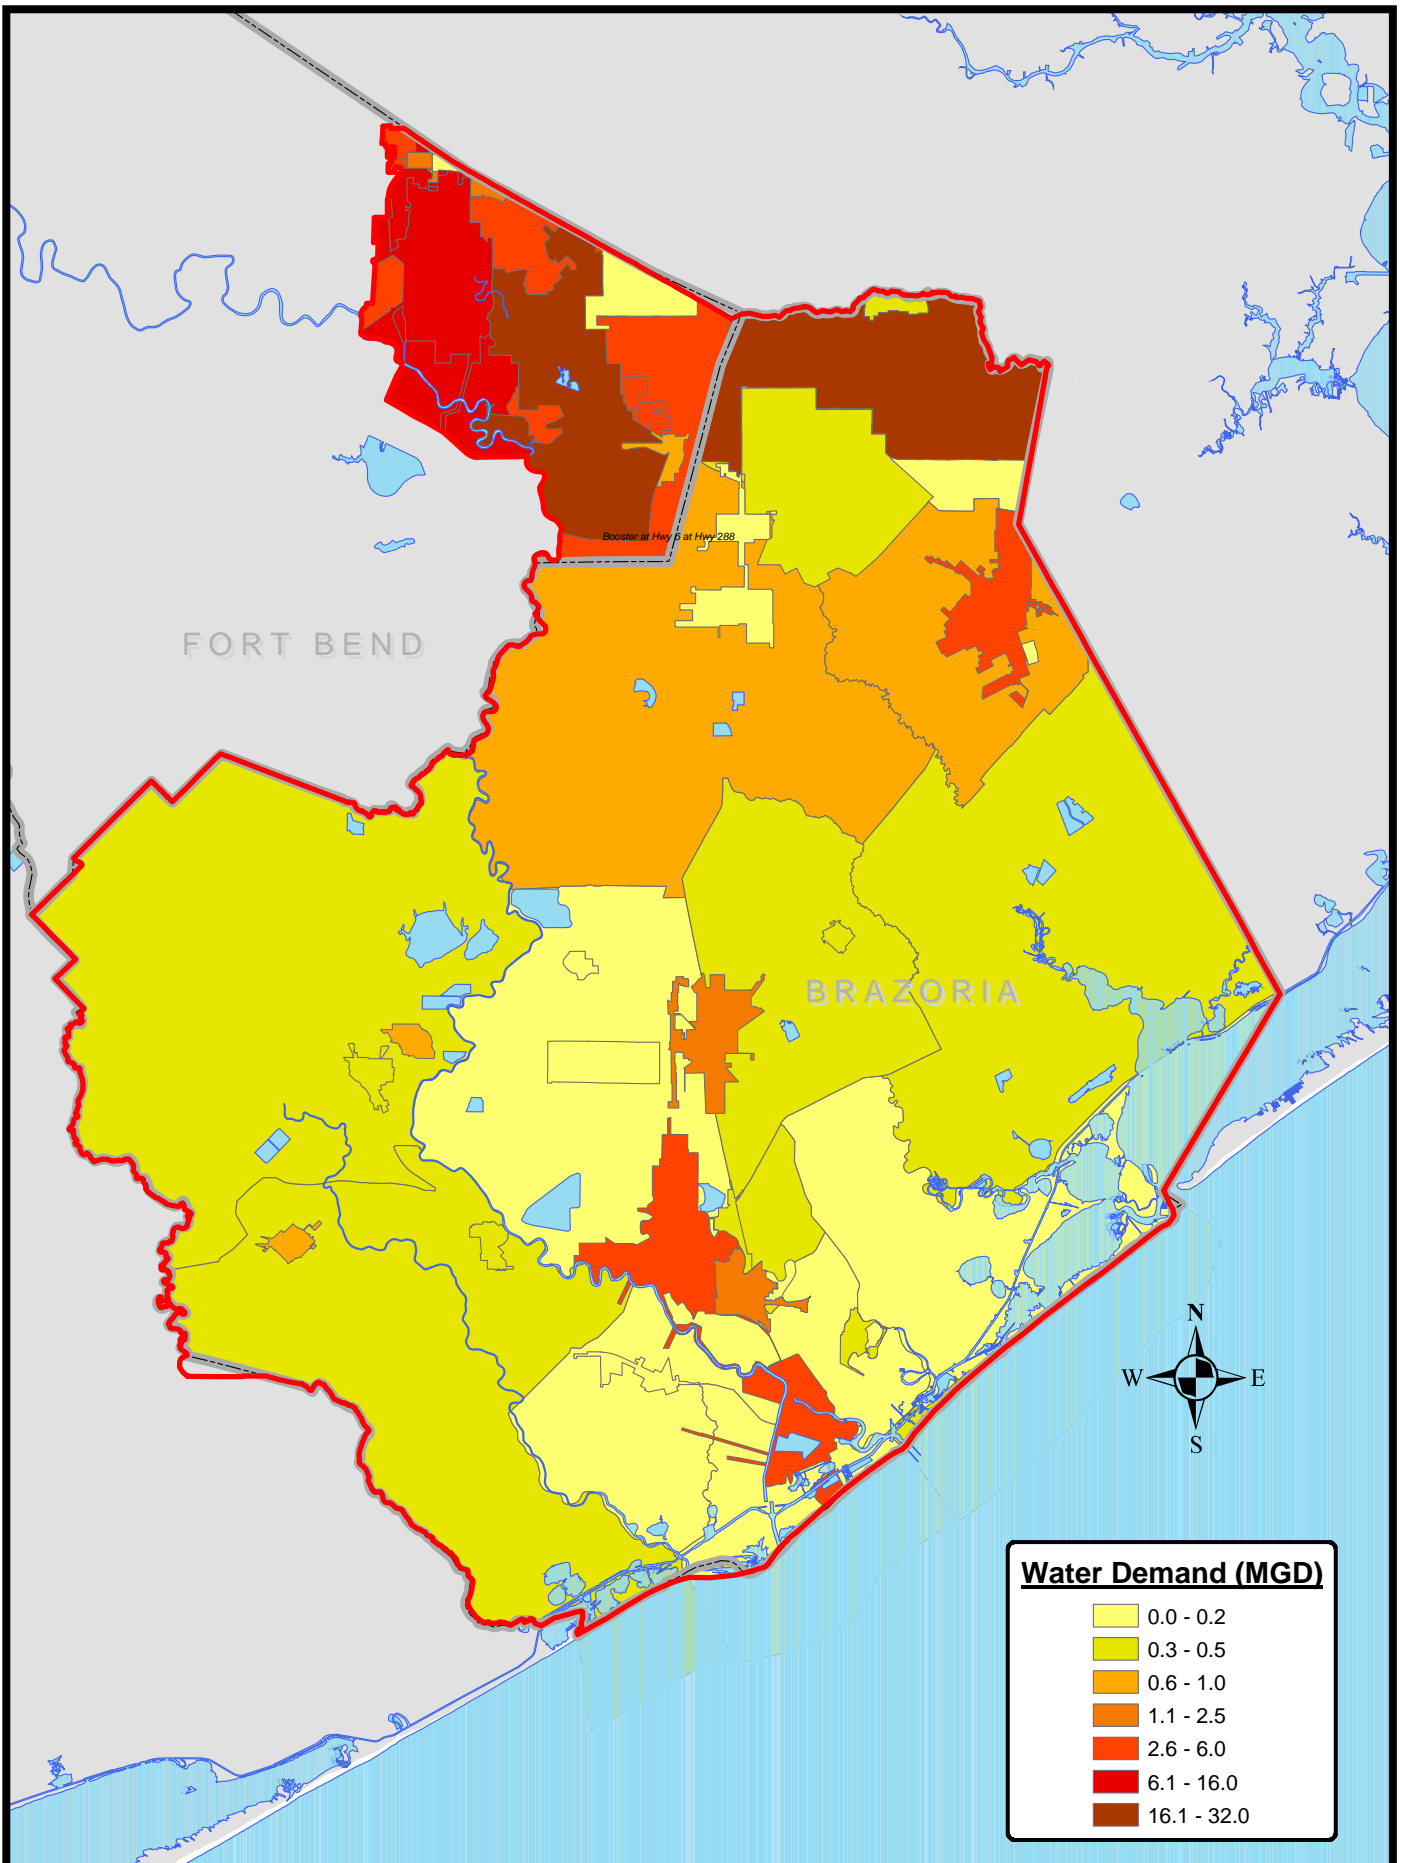 Booster at Hwy 6 at Hwy 288
FORT BEND
BRAZORIA
N
W E
S
Water Demand (MGD)
0.0 - 0.2
0.3 - 0.5
0.6 - 1.0
1.1 - 2.5
2.6 - 6.0
6.1 - 16.0
16.1 - 32.0